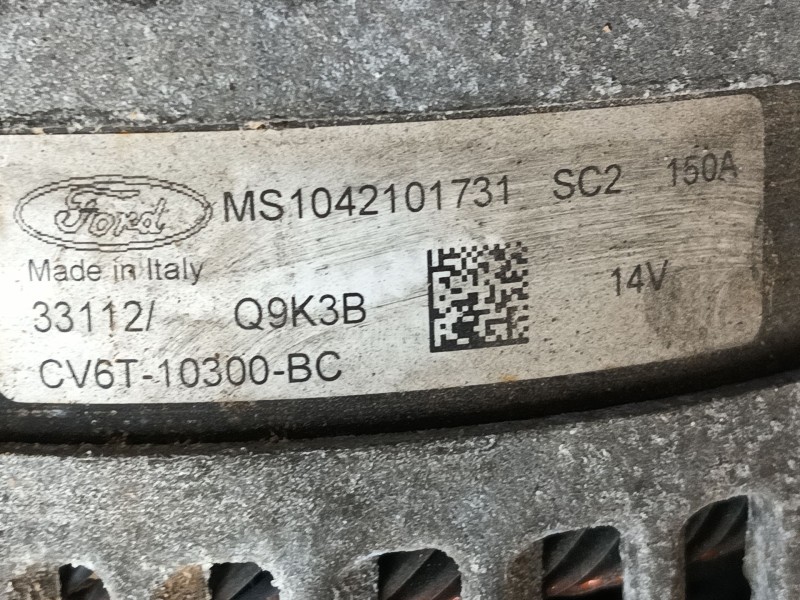 Ford MS1042101731 SC2 150A
Made in Italy 14V
33112/ Q9K3B
CV6T-10300-BC